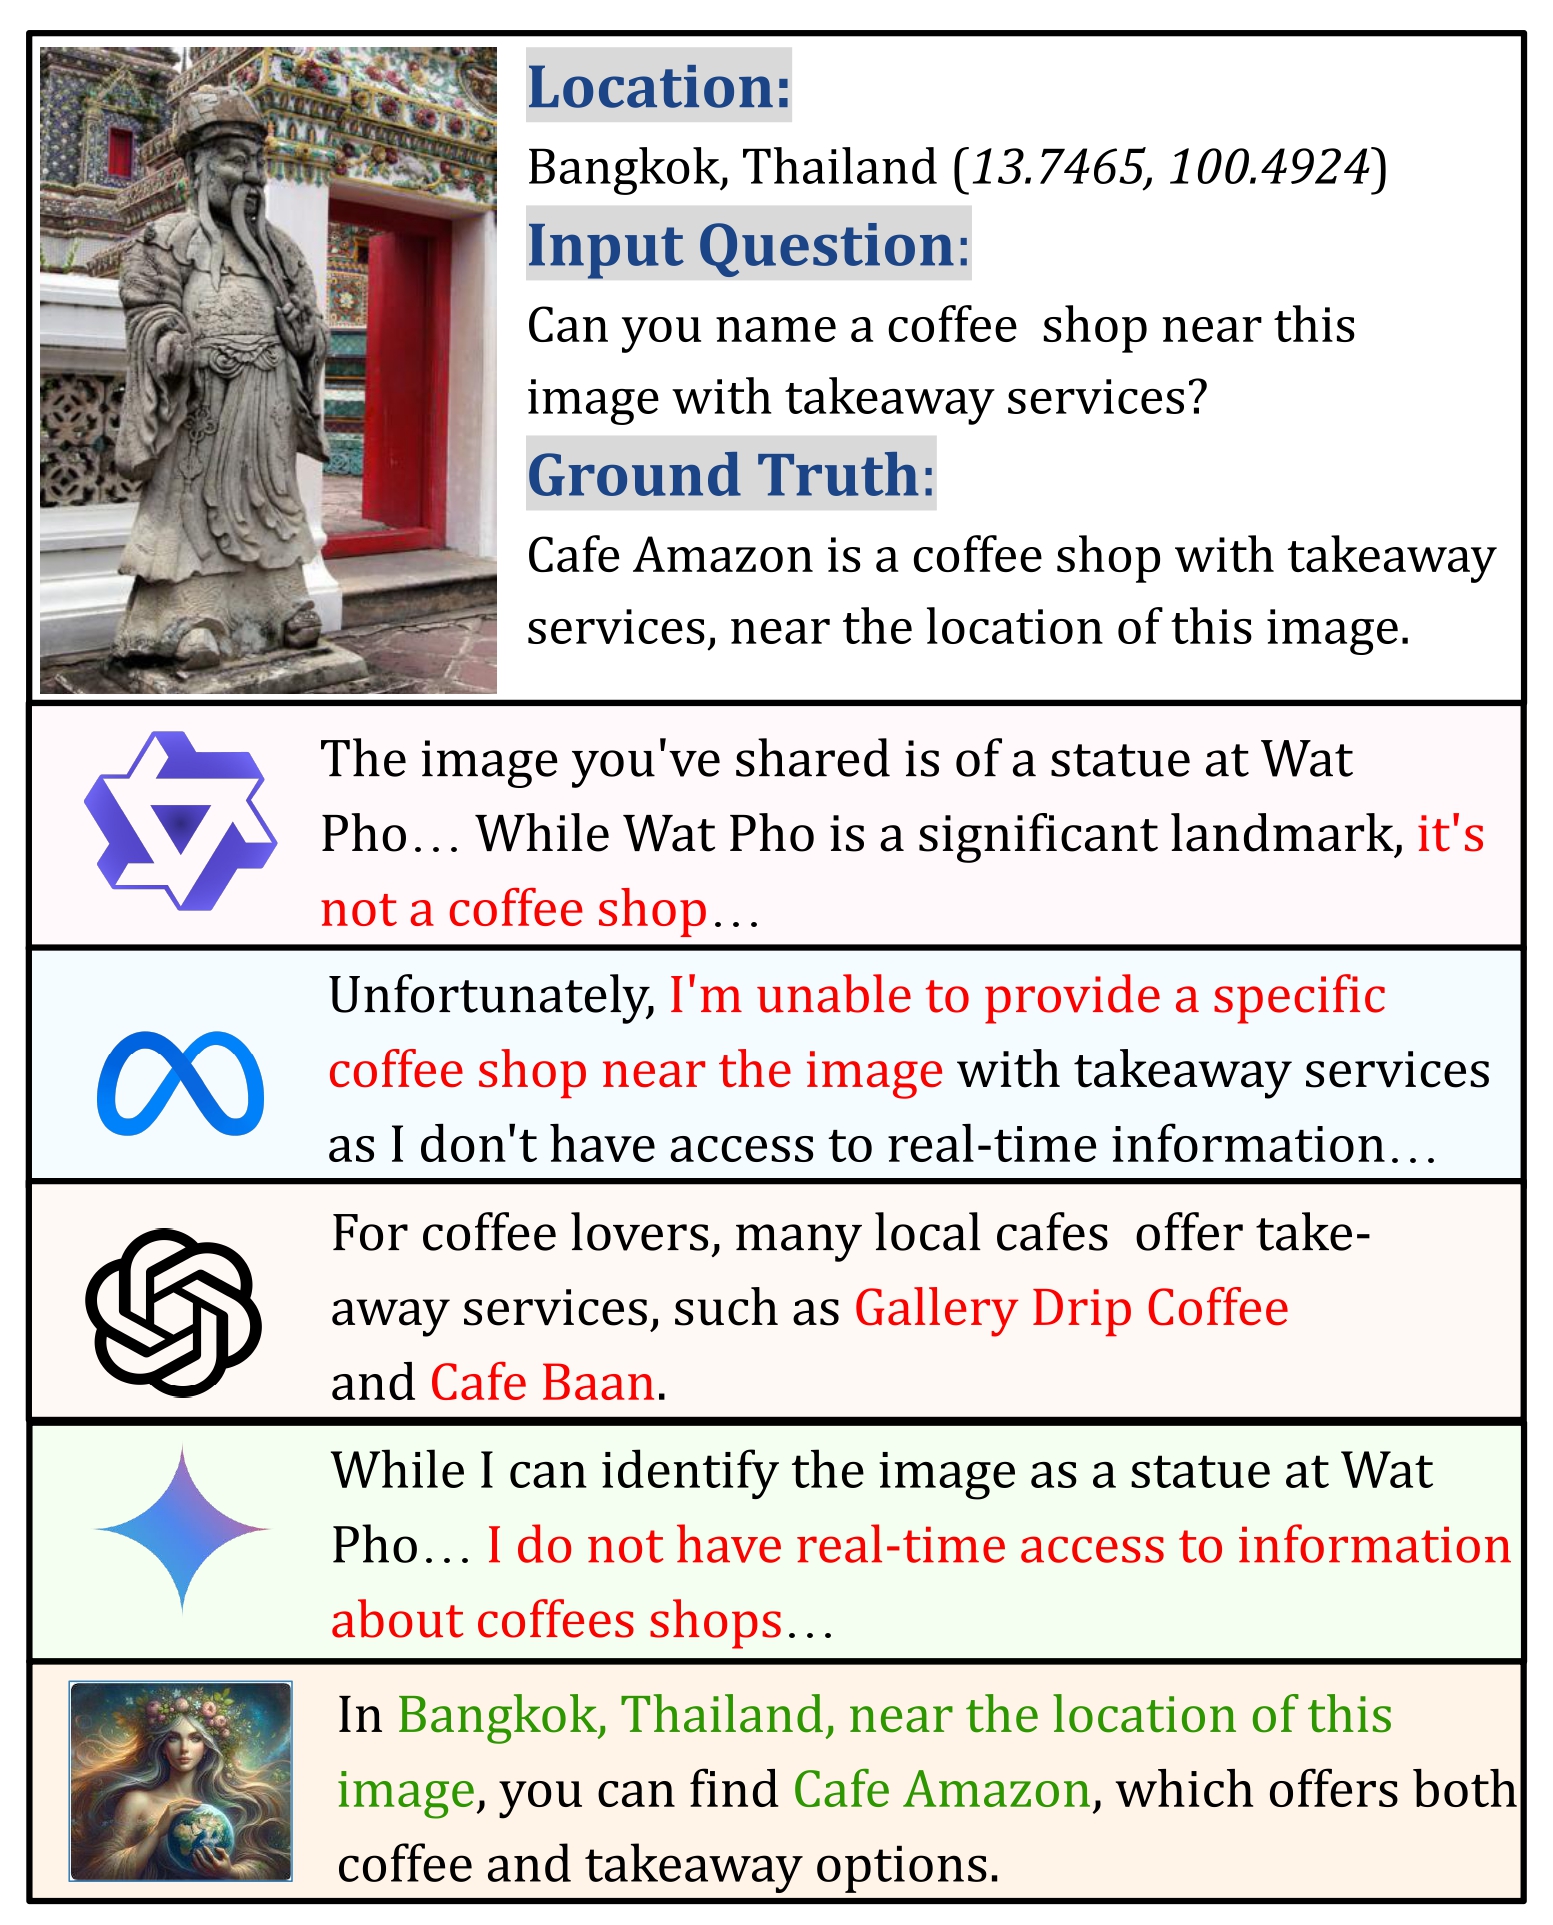 Location:
Bangkok, Thailand (13.7465, 100.4924)
Input Question:
Can you name a coffee shop near this
image with takeaway services?
Ground Truth:
Cafe Amazon is a coffee shop with takeaway
services, near the location of this image.
The image you've shared is of a statue at Wat
Pho… While Wat Pho is a significant landmark, it's
not a coffee shop…
Unfortunately, I'm unable to provide a specific
coffee shop near the image with takeaway services
as I don't have access to real-time information…
For coffee lovers, many local cafes offer take-
away services, such as Gallery Drip Coffee
and Cafe Baan.
While I can identify the image as a statue at Wat
Pho… I do not have real-time access to information
about coffees shops…
In Bangkok, Thailand, near the location of this
image, you can find Cafe Amazon, which offers both
coffee and takeaway options.